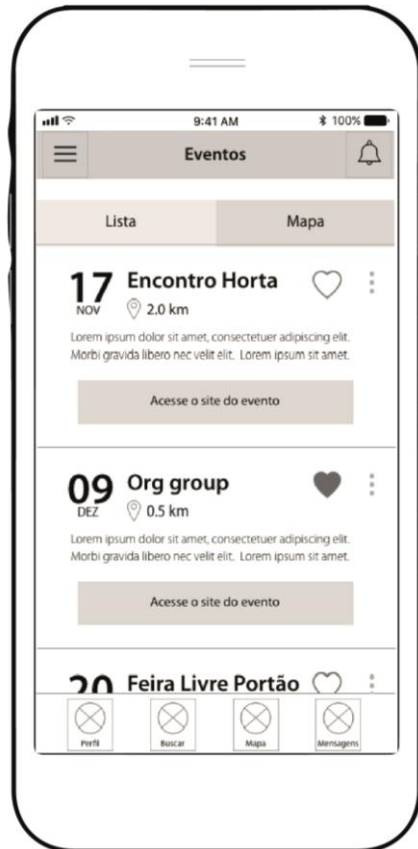 9:41 AM
100%
Eventos
Lista
Mapa
17
NOV
Encontro Horta
2.0 km
Lorem ipsum dolor sit amet, consectetuer adipiscing elit.
Morbi gravida libero nec velit elit. Lorem ipsum sit amet.
Acesse o site do evento
09
DEZ
Org group
0.5 km
Lorem ipsum dolor sit amet, consectetuer adipiscing elit.
Morbi gravida libero nec velit elit. Lorem ipsum sit amet.
Acesse o site do evento
20
Feira Livre Portão
Perfil
Buscar
Mapa
Mensagens